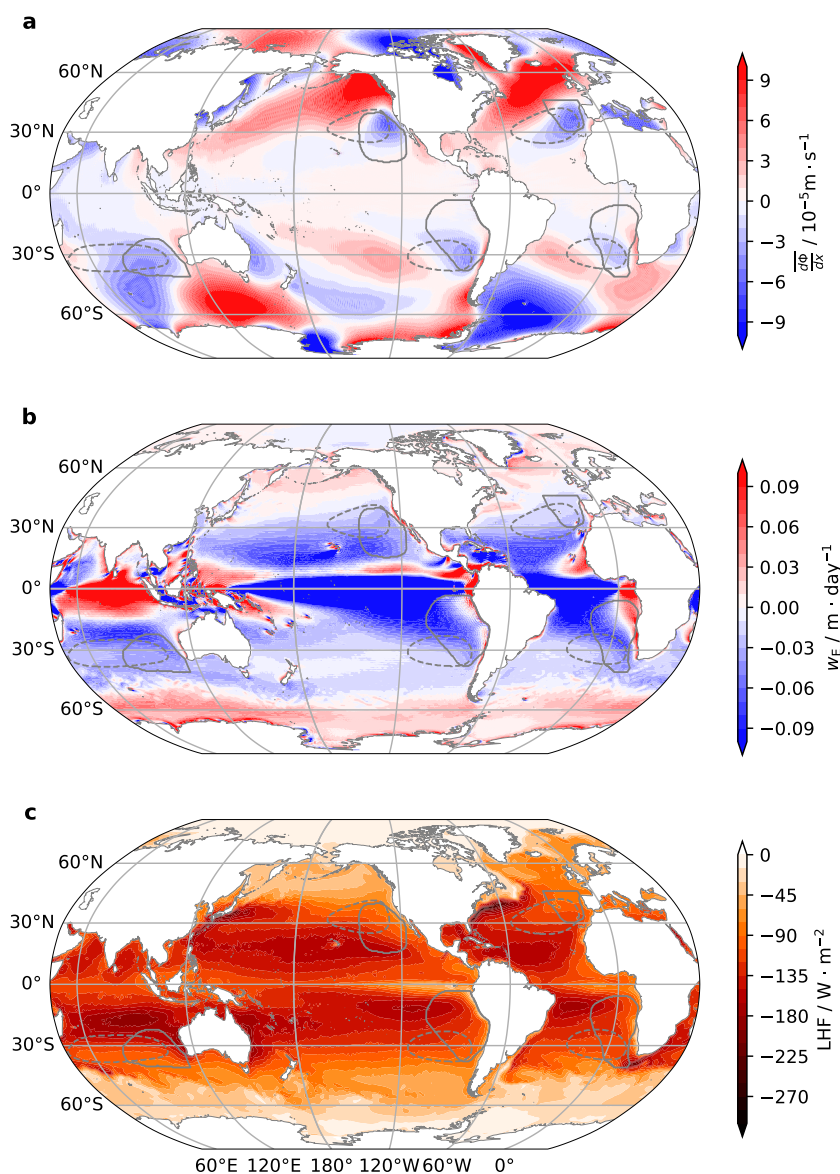 a
60°N
30°N
0°
30°S
60°S
9
6
3
0
−3
−6
−9
dΦ/dx / 10⁻⁵m · s⁻¹
b
60°N
30°N
0°
30°S
60°S
0.09
0.06
0.03
0.00
−0.03
−0.06
−0.09
w_E / m · day⁻¹
c
60°N
30°N
0°
30°S
60°S
60°E 120°E 180° 120°W 60°W 0°
0
−45
−90
−135
−180
−225
−270
LHF / W · m⁻²